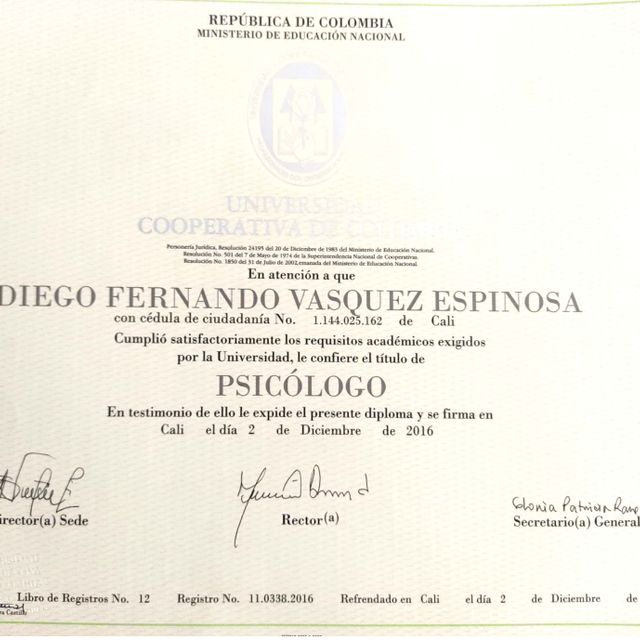 REPÚBLICA DE COLOMBIA
MINISTERIO DE EDUCACIÓN NACIONAL
UNIVERSIDAD
COOPERATIVA DE COLOMBIA
Personería Jurídica, Resolución 24195 del 20 de Diciembre de 1983 del Ministerio de Educación Nacional.
Resolución No. 501 del 7 de Mayo de 1974 de la Superintendencia Nacional de Cooperativas.
Resolución No. 1850 del 31 de Julio de 2002, emanada del Ministerio de Educación Nacional.
En atención a que
DIEGO FERNANDO VASQUEZ ESPINOSA
con cédula de ciudadanía No. 1.144.025.162 de Cali
Cumplió satisfactoriamente los requisitos académicos exigidos
por la Universidad, le confiere el título de
PSICÓLOGO
En testimonio de ello le expide el presente diploma y se firma en
Cali el día 2 de Diciembre de 2016
Gloria Patricia
irector(a) Sede Rector(a) Secretario(a) General
Libro de Registros No. 12 Registro No. 11.0338.2016 Refrendado en Cali el día 2 de Diciembre de